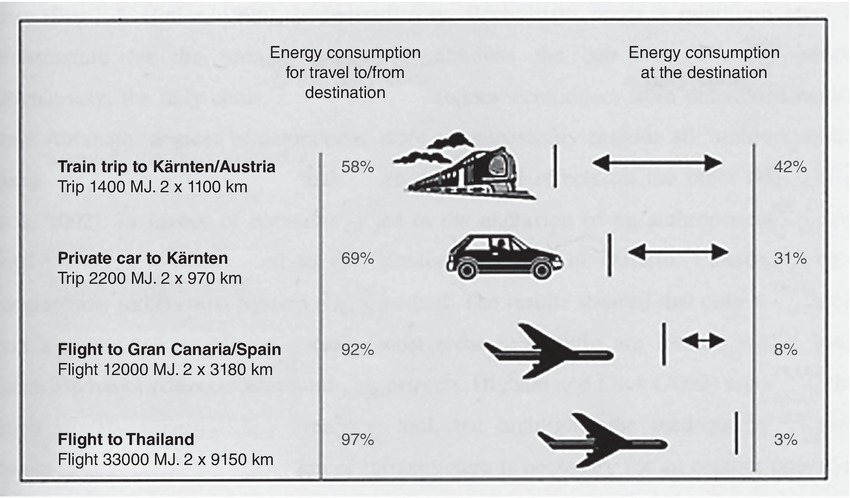 Energy consumption
for travel to/from
destination
Energy consumption
at the destination
Train trip to Kärnten/Austria
Trip 1400 MJ. 2 x 1100 km
58%
42%
Private car to Kärnten
Trip 2200 MJ. 2 x 970 km
69%
31%
Flight to Gran Canaria/Spain
Flight 12000 MJ. 2 x 3180 km
92%
8%
Flight to Thailand
Flight 33000 MJ. 2 x 9150 km
97%
3%